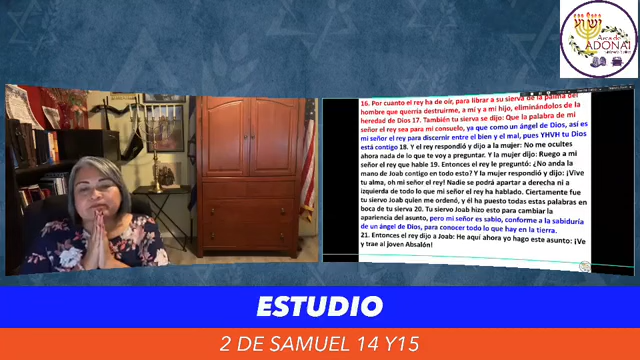 ישוע
Arca de
ADONAI
16. Por cuanto el rey ha de oír, para librar a su sierva de la palma del
hombre que querría destruirme, a mí y a mi hijo, eliminándolos de la
heredad de Dios 17. También tu sierva se dijo: Que la palabra de mi
señor el rey sea para mi consuelo, ya que como un ángel de Dios, así es
mi señor el rey para discernir entre el bien y el mal, pues YHVH tu Dios
está contigo 18. Y el rey respondió y dijo a la mujer: No me ocultes
ahora nada de lo que te voy a preguntar. Y la mujer dijo: Ruego a mi
señor el rey que hable 19. Entonces el rey le preguntó: ¿No anda la
mano de Joab contigo en todo esto? Y la mujer respondió y dijo: ¡Vive
tu alma, oh mi señor el rey! Nadie se podrá apartar a derecha ni a
izquierda de todo lo que mi señor el rey ha hablado. Ciertamente fue
tu siervo Joab quien me ordenó, y él ha puesto todas estas palabras en
boca de tu sierva 20. Tu siervo Joab hizo esto para cambiar la
apariencia del asunto, pero mi señor es sabio, conforme a la sabiduría
de un ángel de Dios, para conocer todo lo que hay en la tierra.
21. Entonces el rey dijo a Joab: He aquí ahora yo hago este asunto: ¡Ve
y trae al joven Absalón!
ESTUDIO
2 DE SAMUEL 14 Y15